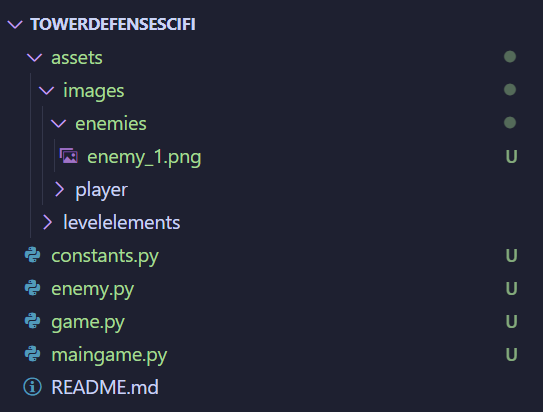 TOWERDEFENSESCIFI
assets
images
enemies
enemy_1.png U
player
levelelements
constants.py U
enemy.py U
game.py U
maingame.py U
README.md